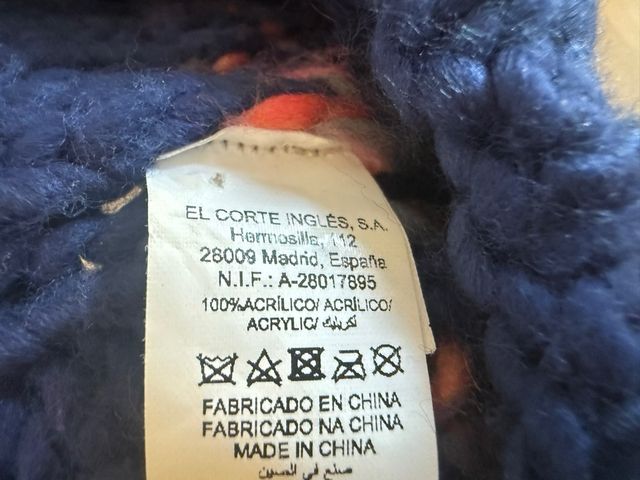 EL CORTE INGLÉS, S.A.
Hermosilla, 112
28009 Madrid, España
N.I.F.: A-28017895
100%ACRÍLICO/ ACRÍLICO/
ACRYLIC/ اكريليك
FABRICADO EN CHINA
FABRICADO NA CHINA
MADE IN CHINA
صنع في الصين